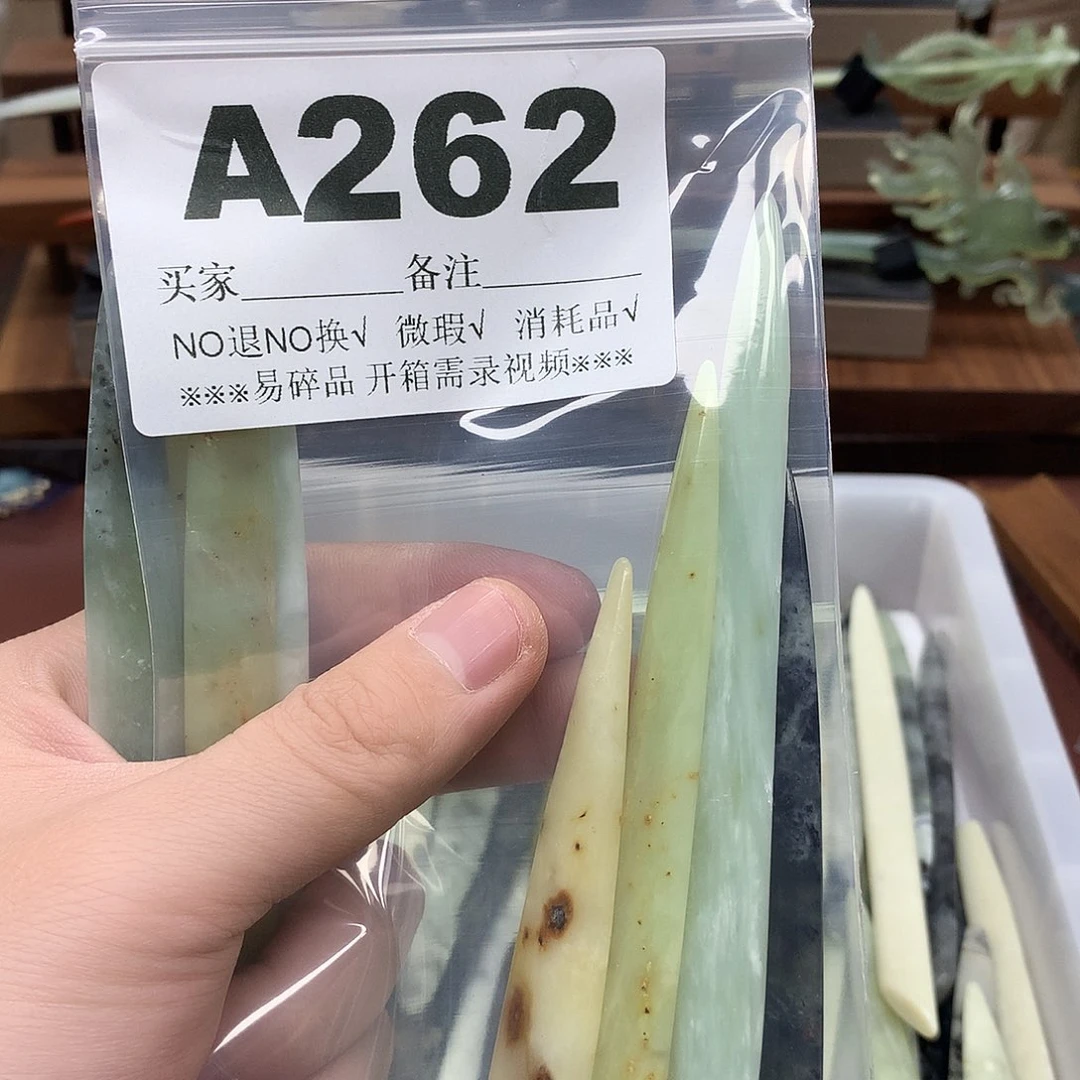 A262
买家________备注________
NO退NO换√ 微瑕√ 消耗品√
※※※易碎品 开箱需录视频※※※